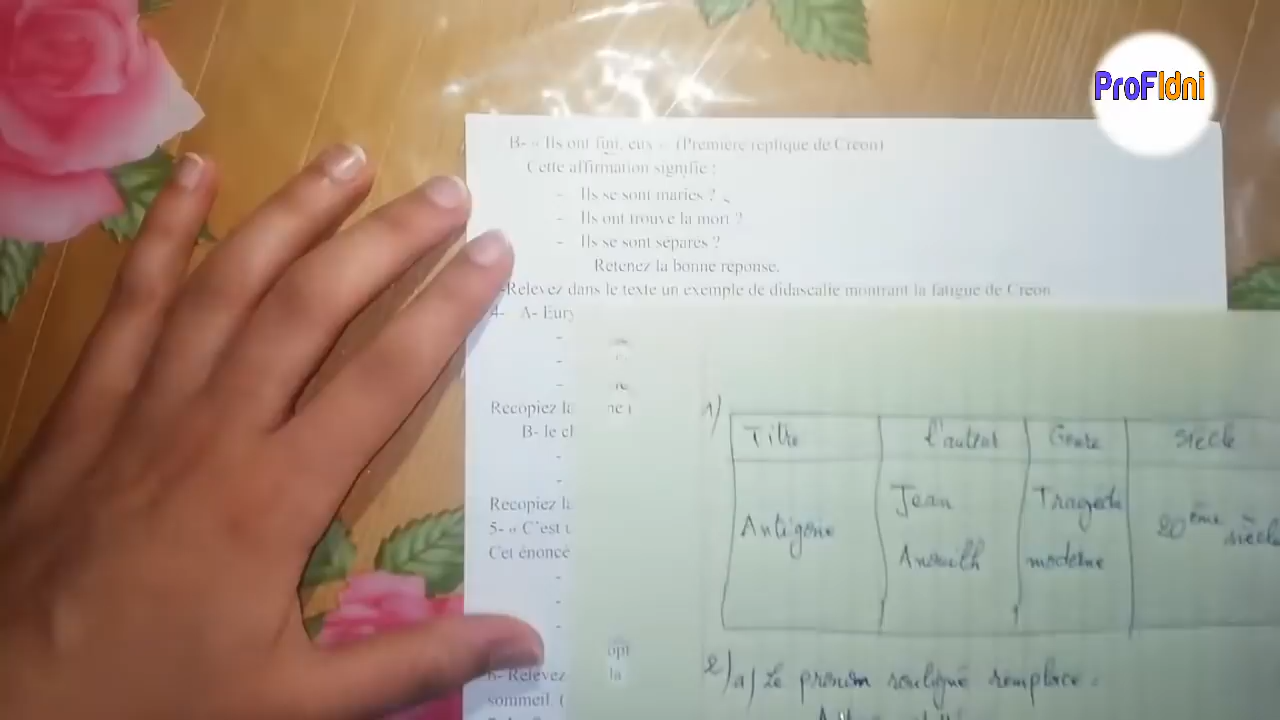 ProFIdni
B- « Ils ont fini, eux » (Première réplique de Créon)
Cette affirmation signifie :
- Ils se sont mariés ?
- Ils ont trouvé la mort ?
- Ils se sont séparés ?
Retenez la bonne réponse.
-Relevez dans le texte un exemple de didascalie montrant la fatigue de Créon
4- A- Eury
-
-
-
Recopiez la
B- le cl
-
-
Recopiez la
5- « C'est
Cet énoncé
-
-
-
6- Relevez
sommeil. (
1)
Titre l'auteur Genre siècle
Antigone Jean Anouilh Tragédie moderne 20ème siècle
2) a) Le pronom souligné remplace :